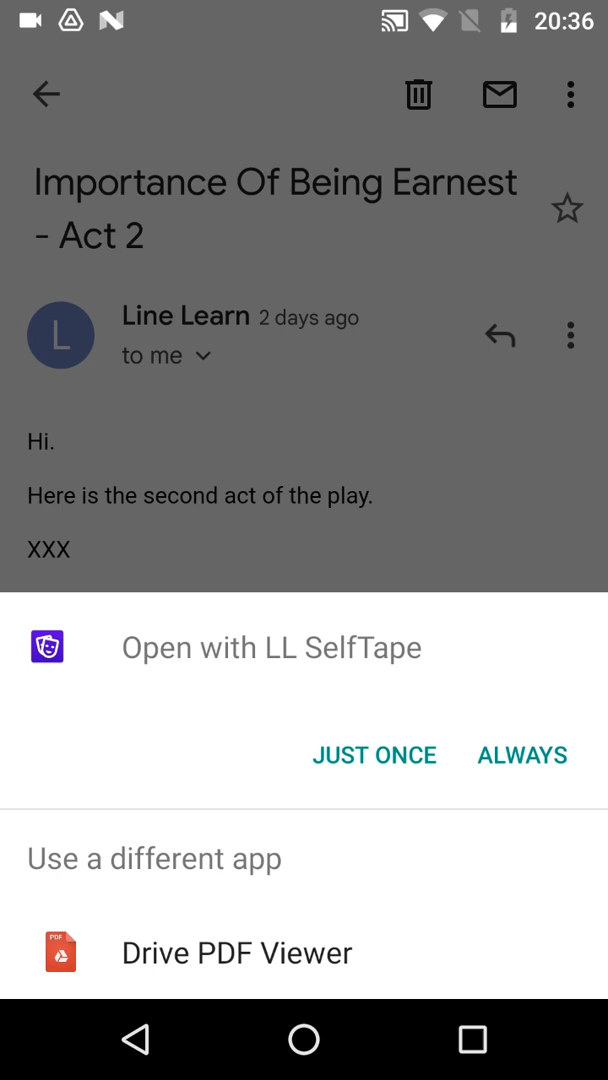 20:36
Importance Of Being Earnest
- Act 2
L
Line Learn 2 days ago
to me
Hi.
Here is the second act of the play.
XXX
Open with LL SelfTape
JUST ONCE ALWAYS
Use a different app
PDF
Drive PDF Viewer